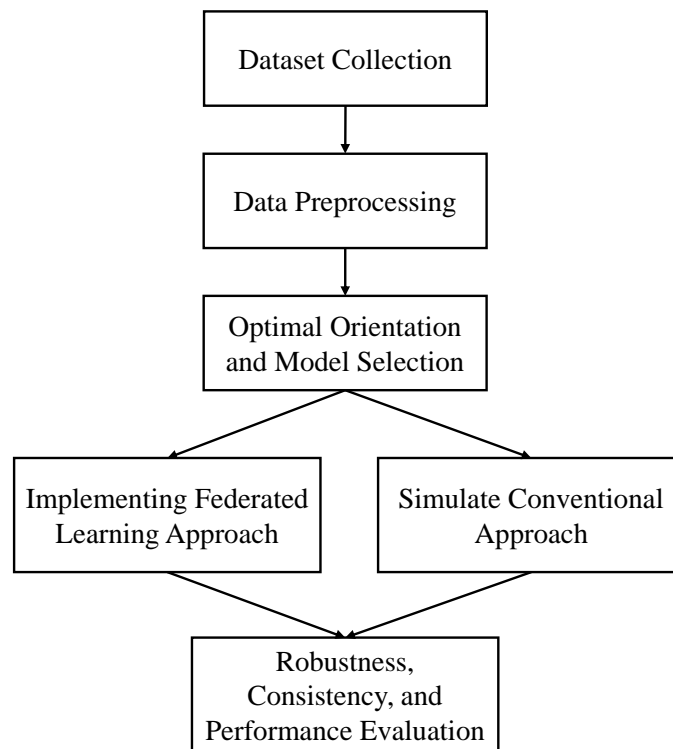 Dataset Collection
Data Preprocessing
Optimal Orientation
and Model Selection
Implementing Federated
Learning Approach
Simulate Conventional
Approach
Robustness,
Consistency, and
Performance Evaluation